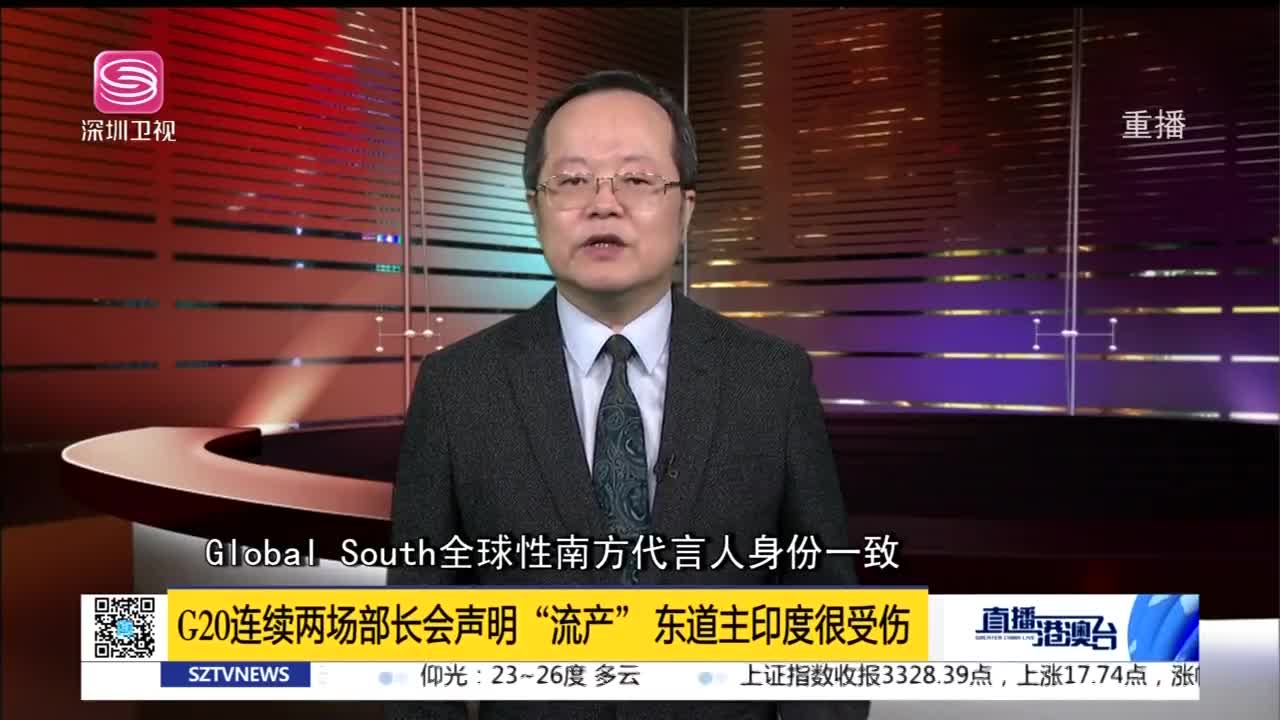 深圳卫视
重播
Global South全球性南方代言人身份一致
G20连续两场部长会声明“流产” 东道主印度很受伤
直播港澳台
GREATER CHINA LIVE
SZTVNEWS
仰光：23~26度 多云
上证指数收报3328.39点，上涨17.74点，涨